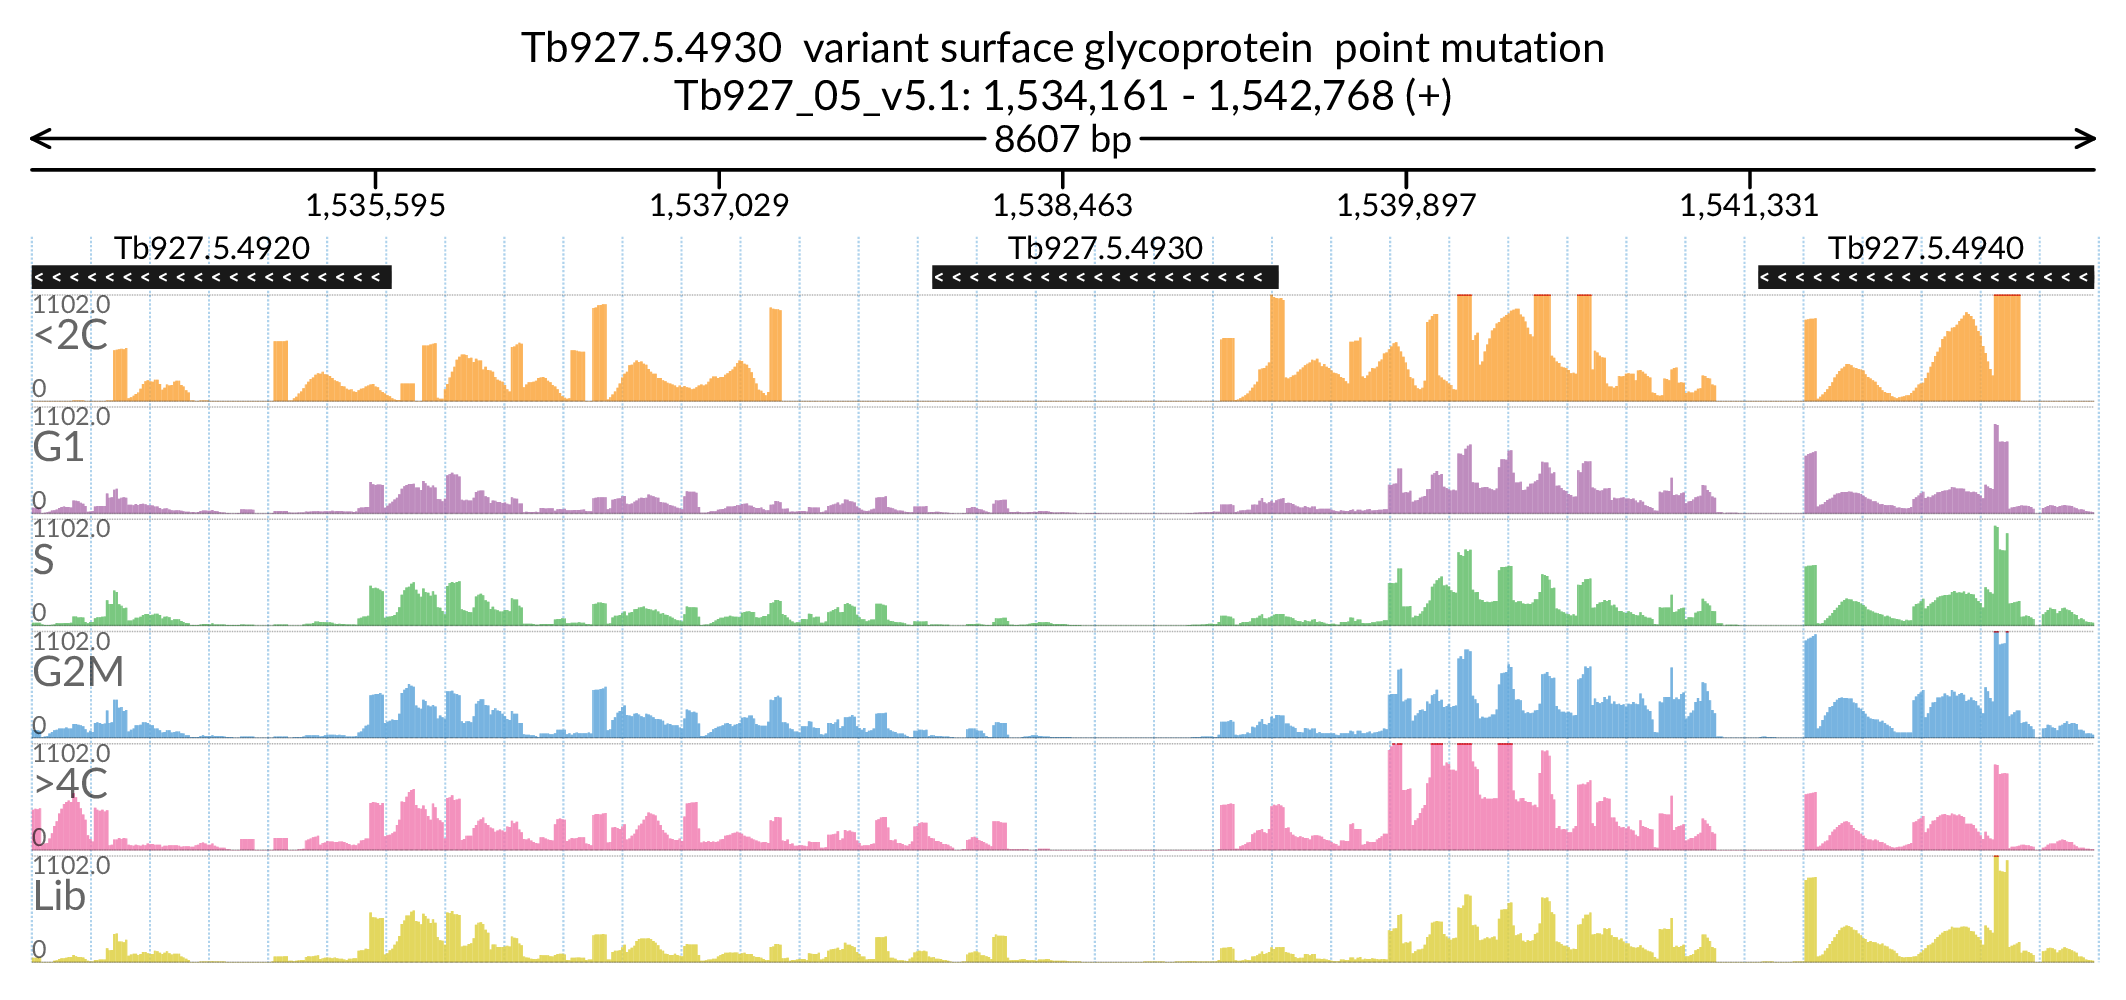 Tb927.5.4930  variant surface glycoprotein  point mutation
Tb927_05_v5.1: 1,534,161 - 1,542,768 (+)
8607 bp
1,535,595 1,537,029 1,538,463 1,539,897 1,541,331
Tb927.5.4920 Tb927.5.4930 Tb927.5.4940
1102.0
<2C
0
1102.0
G1
0
1102.0
S
0
1102.0
G2M
0
1102.0
>4C
0
1102.0
Lib
0